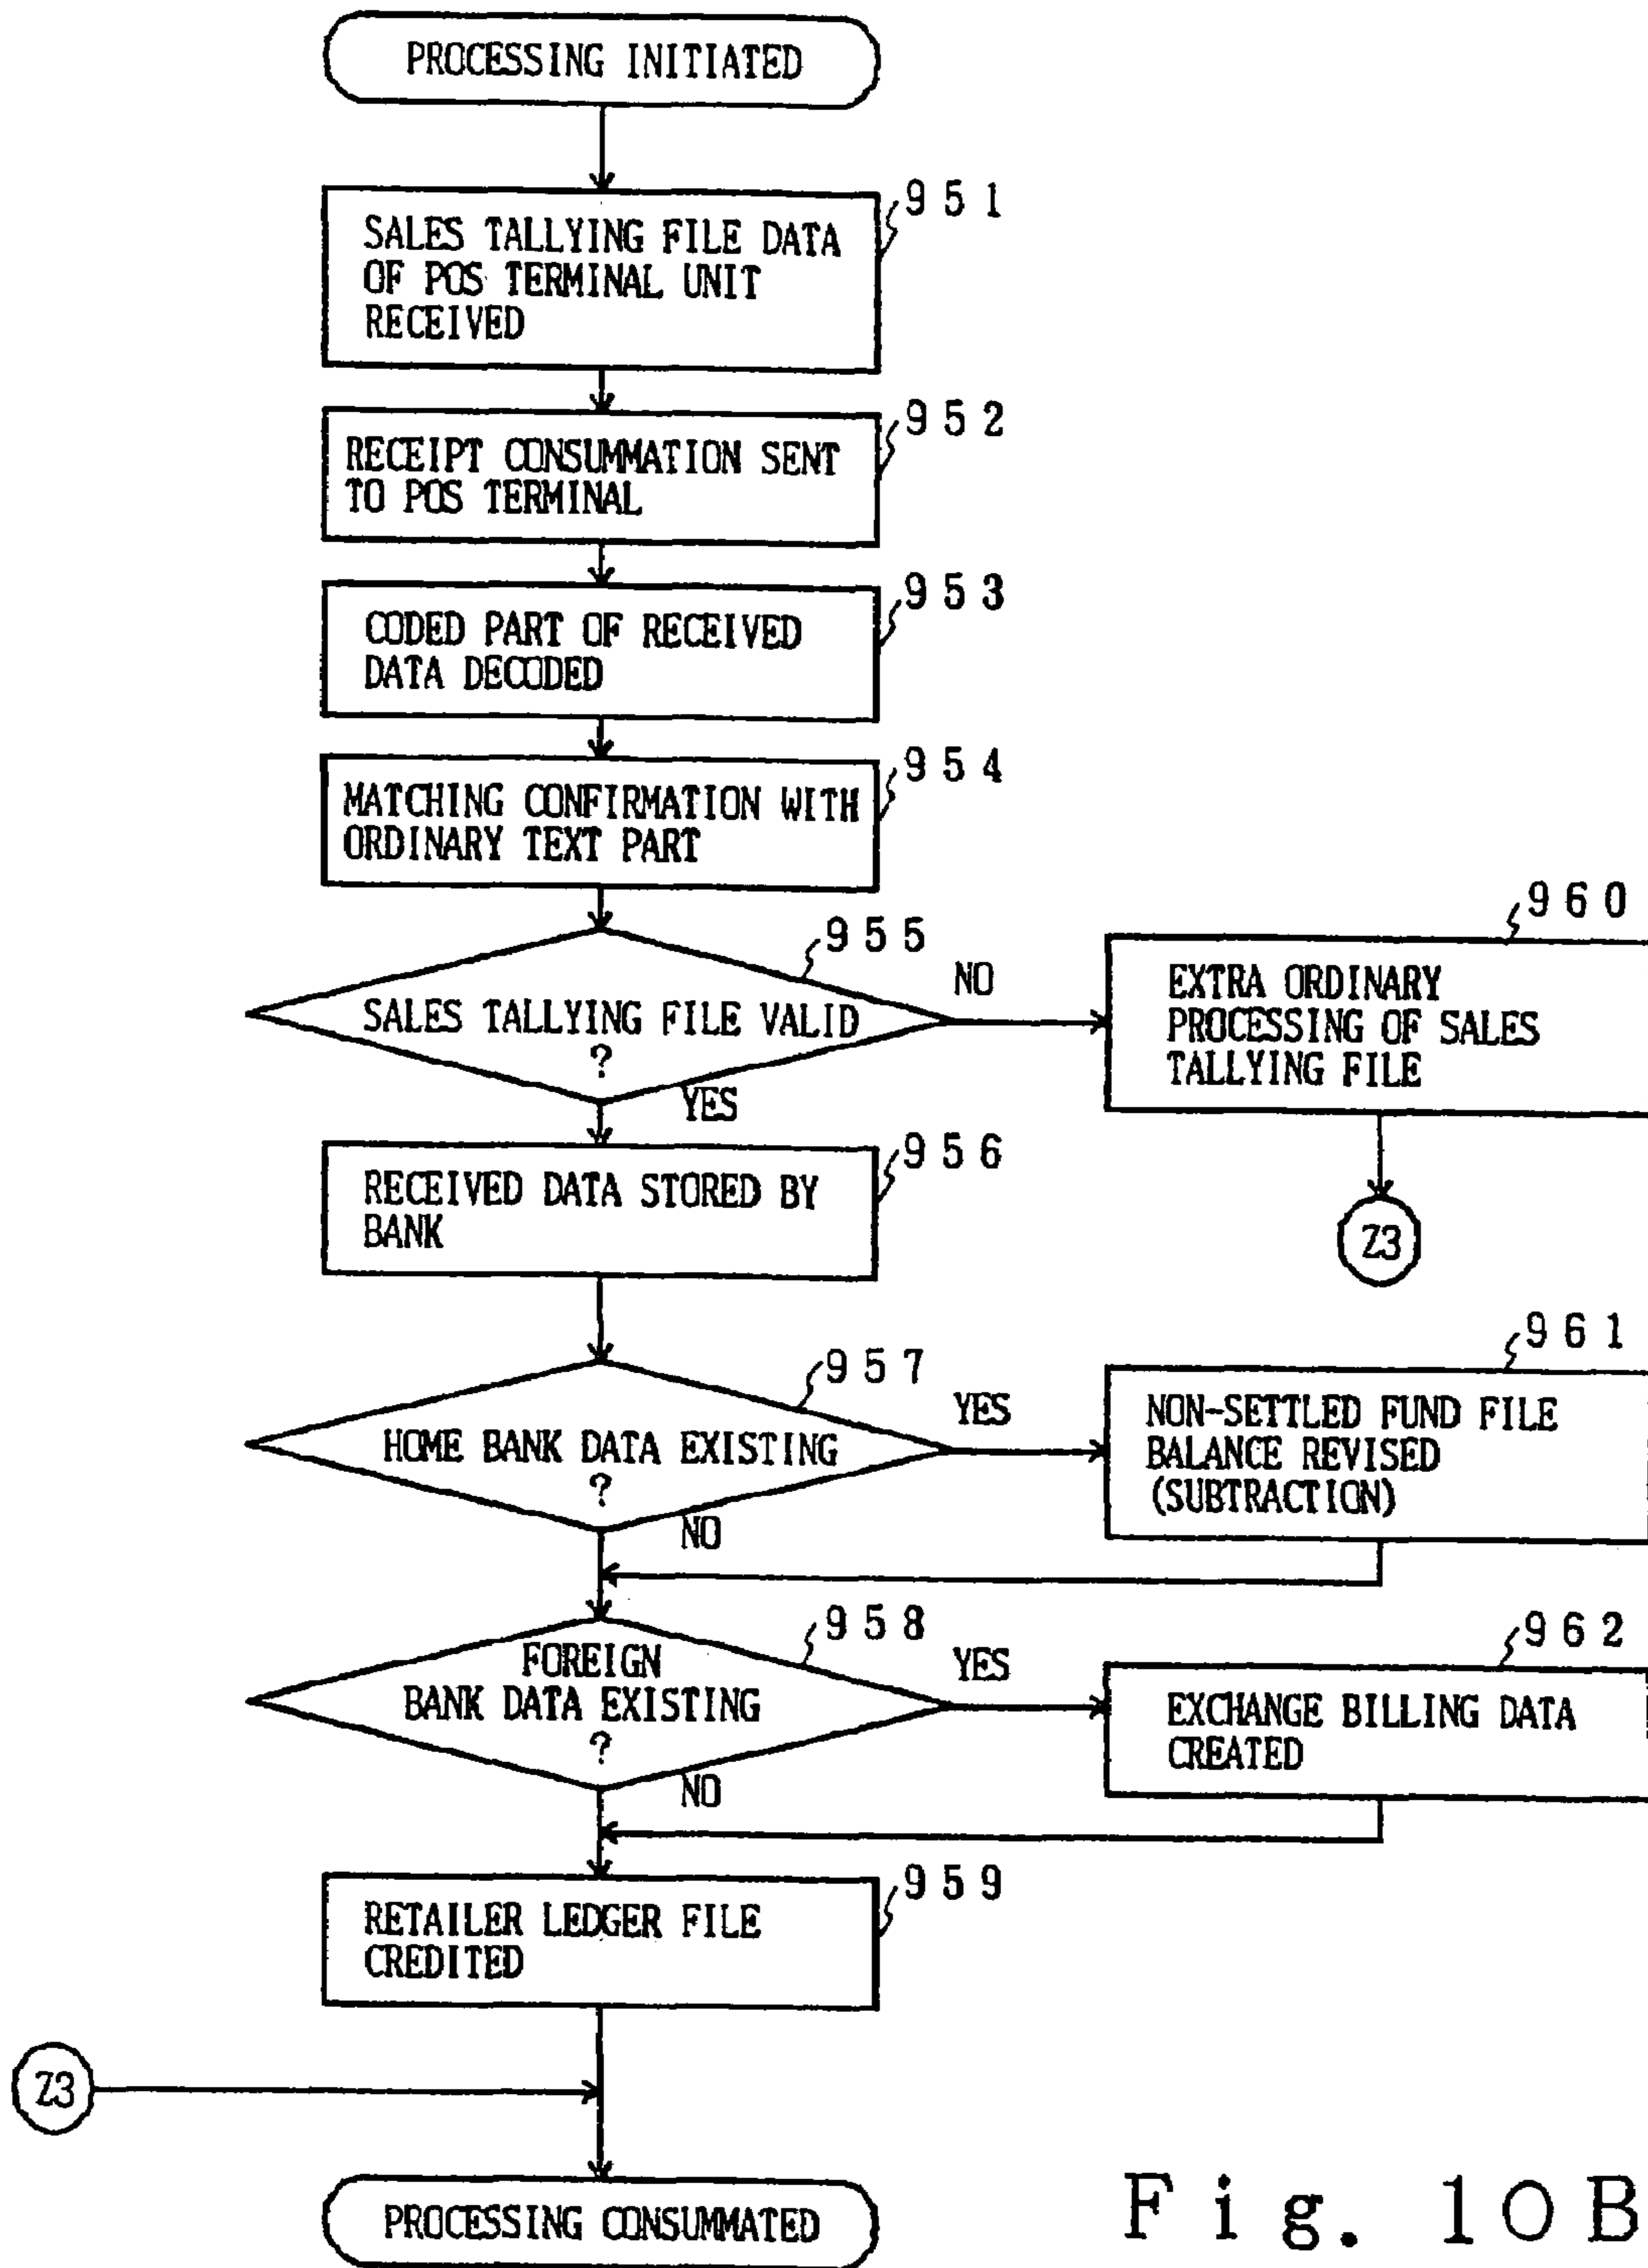 PROCESSING INITIATED
951
SALES TALLYING FILE DATA
OF POS TERMINAL UNIT
RECEIVED
952
RECEIPT CONSUMMATION SENT
TO POS TERMINAL
953
CODED PART OF RECEIVED
DATA DECODED
954
MATCHING CONFIRMATION WITH
ORDINARY TEXT PART
955
SALES TALLYING FILE VALID
?
NO
YES
960
EXTRA ORDINARY
PROCESSING OF SALES
TALLYING FILE
Z3
956
RECEIVED DATA STORED BY
BANK
957
HOME BANK DATA EXISTING
?
YES
NO
961
NON-SETTLED FUND FILE
BALANCE REVISED
(SUBTRACTION)
958
FOREIGN
BANK DATA EXISTING
?
YES
NO
962
EXCHANGE BILLING DATA
CREATED
959
RETAILER LEDGER FILE
CREDITED
Z3
PROCESSING CONSUMMATED
Fig. 10B